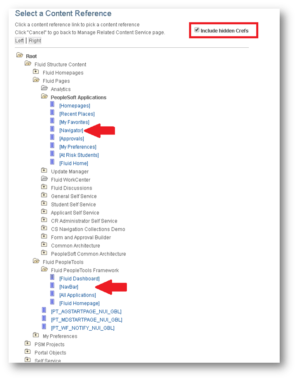 Select a Content Reference
Click a content reference link to pick a content reference
Click "Cancel" to go back to Manage Related Content Service page
Include hidden Crefs
Left | Right
Root
Fluid Structure Content
Fluid Homepages
Fluid Pages
Analytics
PeopleSoft Applications
[Homepages]
[Recent Places]
[My Favorites]
[Navigator]
[Approvals]
[My Preferences]
[At Risk Students]
[Fluid Home]
Update Manager
Fluid WorkCenter
Fluid Discussions
General Self Service
Student Self Service
Applicant Self Service
CR Administrator Self Service
CS Navigation Collections Demo
Form and Approval Builder
Common Architecture
PeopleSoft Common Architecture
Fluid PeopleTools
Fluid PeopleTools Framework
[Fluid Dashboard]
[NavBar]
[All Applications]
[Fluid Homepage]
[PT_AGSTARTPAGE_NUI_GBL]
[PT_MDSTARTPAGE_NUI_GBL]
[PT_WF_NOTIFY_NUI_GBL]
My Preferences
PSM Projects
Portal Objects
Self Service